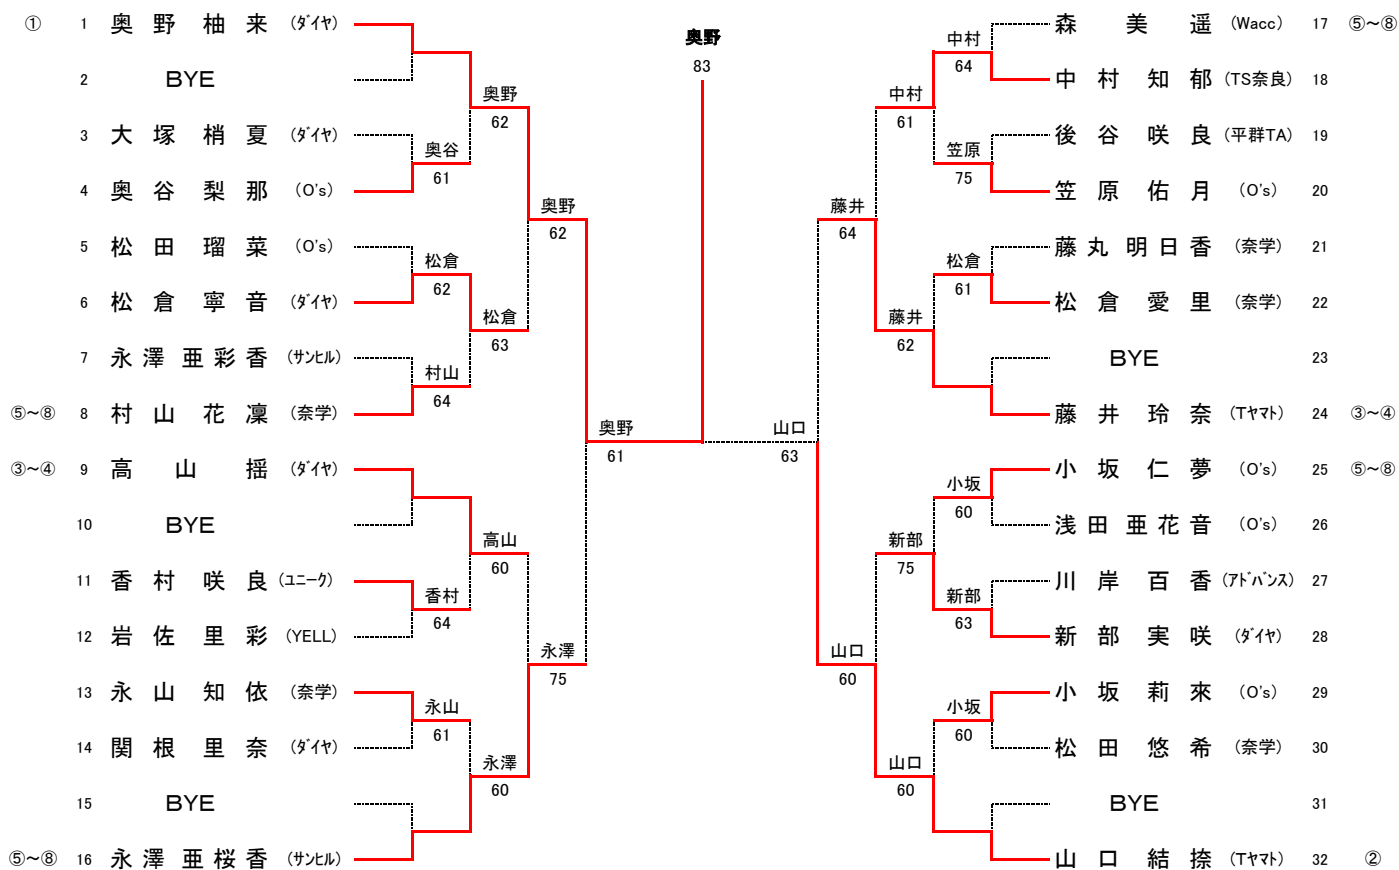 ① 1 奥野 柚来 (ダイヤ)
2 BYE
3 大塚 梢夏 (ダイヤ)
4 奥谷 梨那 (O's)
5 松田 瑠菜 (O's)
6 松倉 寧音 (ダイヤ)
7 永澤 亜彩香 (サンヒル)
⑤~⑧ 8 村山 花凜 (奈学)
③~④ 9 高山 揺 (ダイヤ)
10 BYE
11 香村 咲良 (ユニーク)
12 岩佐 里彩 (YELL)
13 永山 知依 (奈学)
14 関根 里奈 (ダイヤ)
15 BYE
⑤~⑧ 16 永澤 亜桜香 (サンヒル)
奥谷
61
松倉
62
村山
64
香村
64
永山
61
奥野
62
松倉
63
高山
60
永澤
60
奥野
62
永澤
75
奥野
61
奥野
83
山口
63
藤井
64
山口
60
中村
61
藤井
62
新部
75
山口
60
中村
64
笠原
75
松倉
61
小坂
60
新部
63
小坂
60
森 美遥 (Wacc) 17 ⑤~⑧
中村 知郁 (TS奈良) 18
後谷 咲良 (平群TA) 19
笠原 佑月 (O's) 20
藤丸 明日香 (奈学) 21
松倉 愛里 (奈学) 22
BYE 23
藤井 玲奈 (Tヤマト) 24 ③~④
小坂 仁夢 (O's) 25 ⑤~⑧
浅田 亜花音 (O's) 26
川岸 百香 (アドバンス) 27
新部 実咲 (ダイヤ) 28
小坂 莉來 (O's) 29
松田 悠希 (奈学) 30
BYE 31
山口 結捺 (Tヤマト) 32 ②